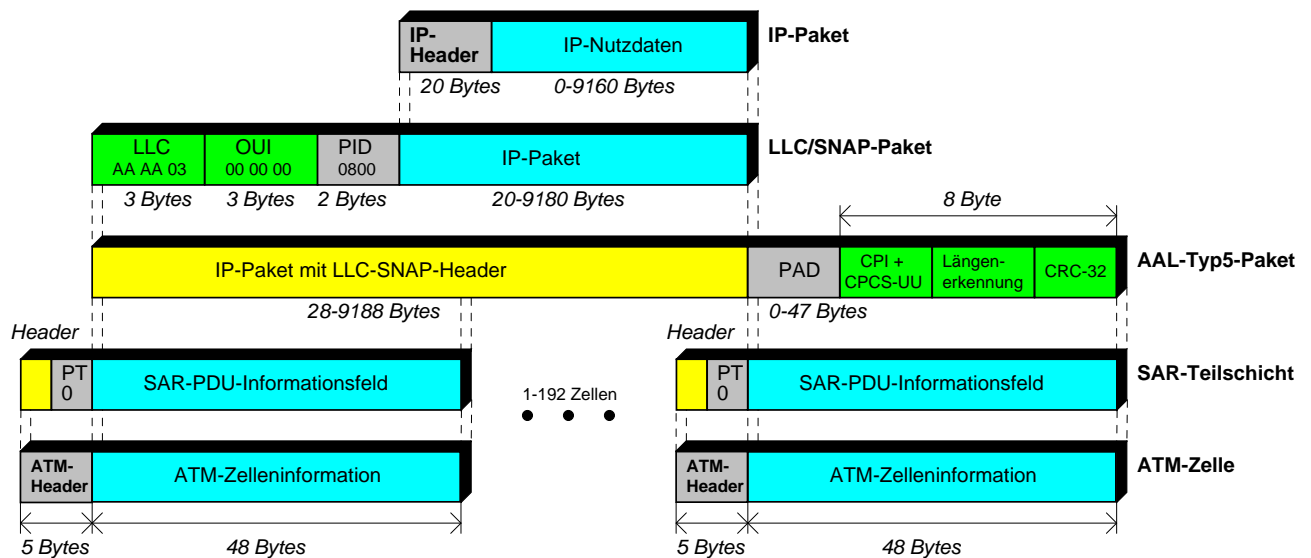 IP-Header
IP-Nutzdaten
IP-Paket
20 Bytes
0-9160 Bytes
LLC
AA AA 03
OUI
00 00 00
PID
0800
IP-Paket
LLC/SNAP-Paket
3 Bytes
3 Bytes
2 Bytes
20-9180 Bytes
8 Byte
IP-Paket mit LLC-SNAP-Header
PAD
CPI +
CPCS-UU
Längen-
erkennung
CRC-32
AAL-Typ5-Paket
28-9188 Bytes
0-47 Bytes
Header
Header
PT
0
SAR-PDU-Informationsfeld
1-192 Zellen
PT
0
SAR-PDU-Informationsfeld
SAR-Teilschicht
ATM-
Header
ATM-Zelleninformation
ATM-
Header
ATM-Zelleninformation
ATM-Zelle
5 Bytes
48 Bytes
5 Bytes
48 Bytes